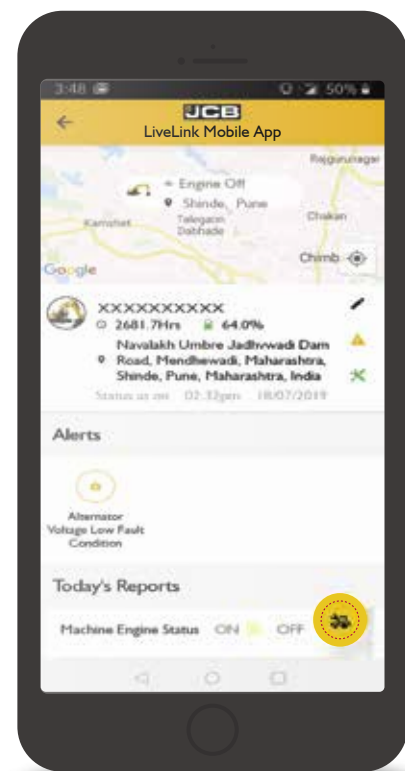 3:48 50%
JCB
LiveLink Mobile App
Rajgurunagar
Engine Off
Shinde, Pune
Kamshet Talegaon Chakan
Dabhade
Chimb
Google
XXXXXXXXXX
2681.7Hrs 64.0%
Navalakh Umbre Jadhvwadi Dam
Road, Mendhewadi, Maharashtra,
Shinde, Pune, Maharashtra, India
Status as on 02:32pm 18/07/2019
Alerts
Alternator
Voltage Low Fault
Condition
Today's Reports
Machine Engine Status ON OFF